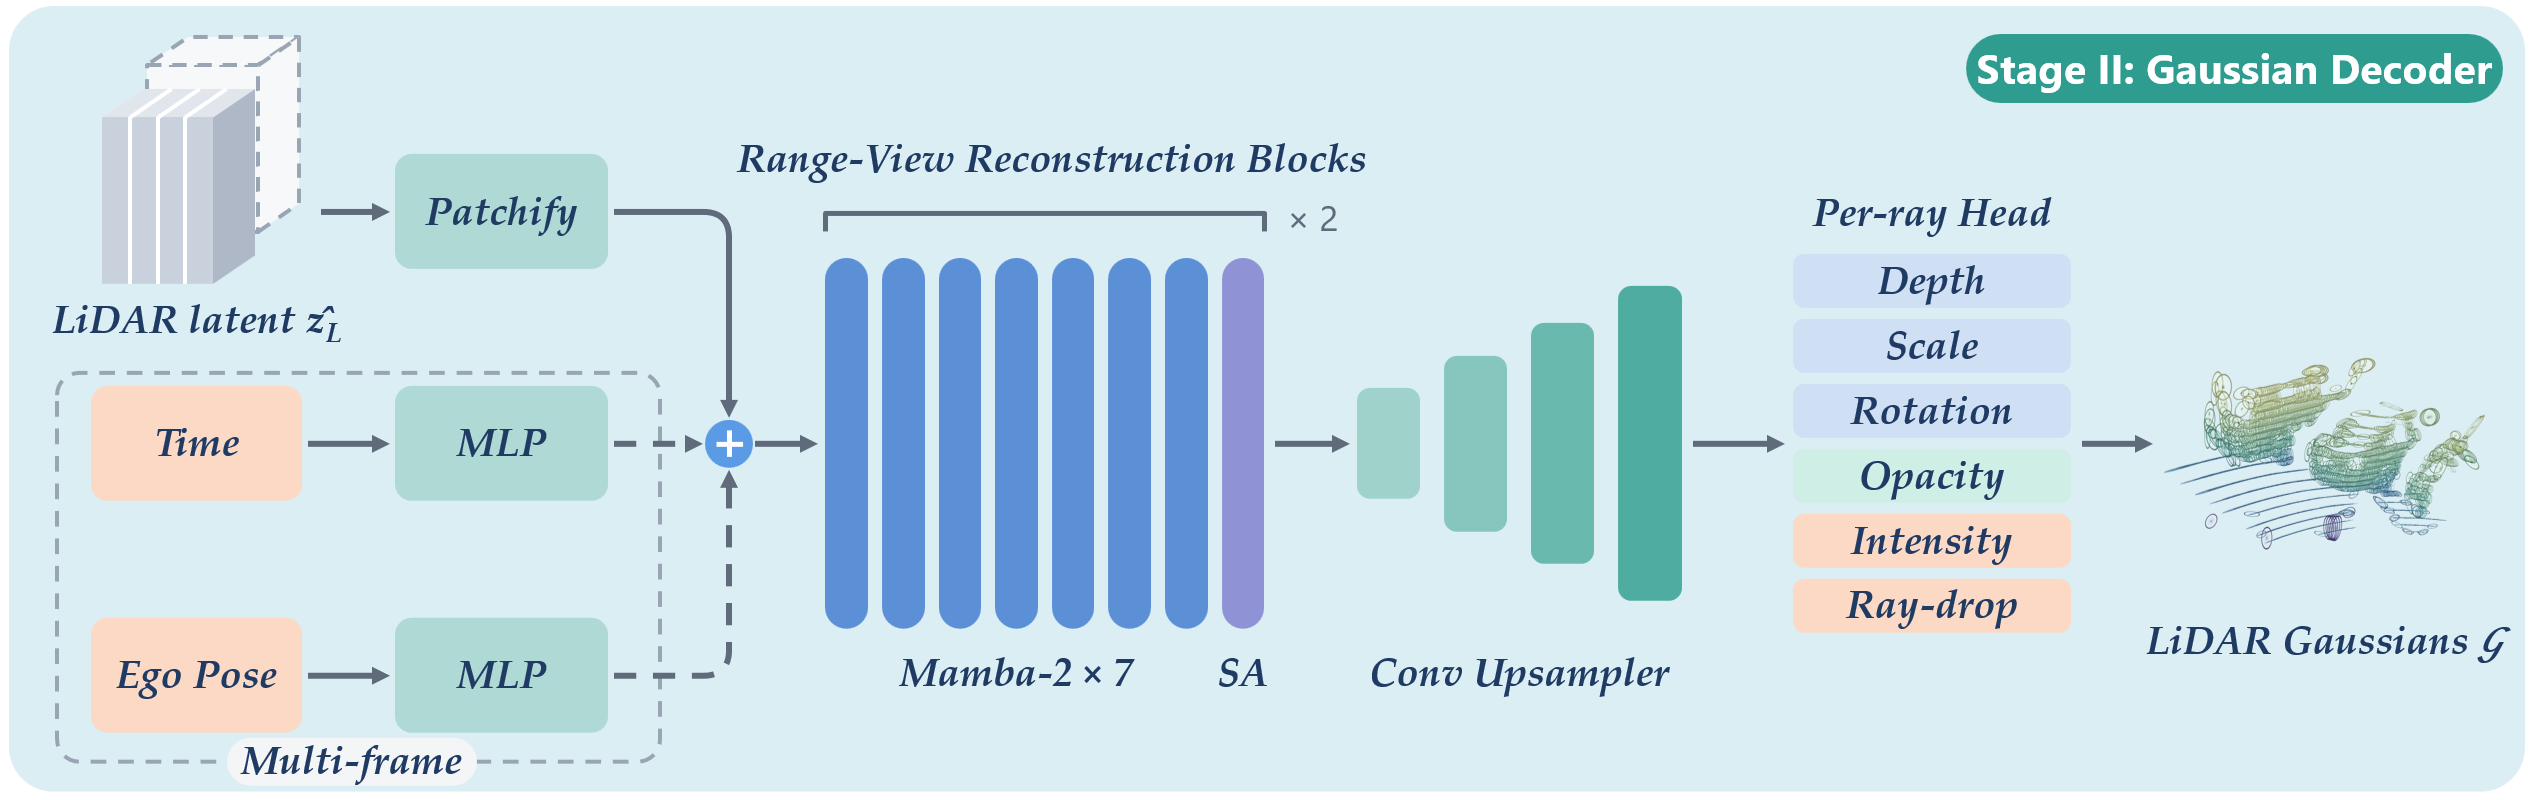 Stage II: Gaussian Decoder
Patchify
LiDAR latent ẑ_L
Time
MLP
Ego Pose
MLP
Multi-frame
+
Range-View Reconstruction Blocks
× 2
Mamba-2 × 7
SA
Conv Upsampler
Per-ray Head
Depth
Scale
Rotation
Opacity
Intensity
Ray-drop
LiDAR Gaussians 𝒢